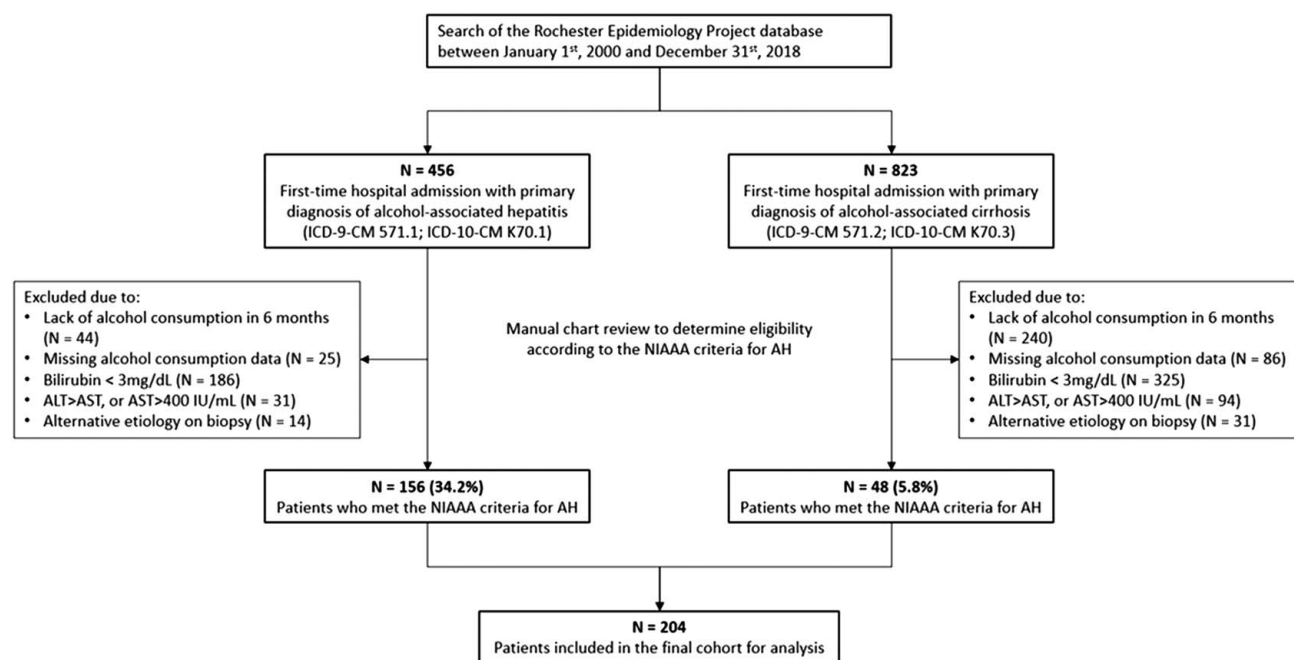 Search of the Rochester Epidemiology Project database
between January 1st, 2000 and December 31st, 2018
N = 456
First-time hospital admission with primary
diagnosis of alcohol-associated hepatitis
(ICD-9-CM 571.1; ICD-10-CM K70.1)
N = 823
First-time hospital admission with primary
diagnosis of alcohol-associated cirrhosis
(ICD-9-CM 571.2; ICD-10-CM K70.3)
Excluded due to:
• Lack of alcohol consumption in 6 months
(N = 44)
• Missing alcohol consumption data (N = 25)
• Bilirubin < 3mg/dL (N = 186)
• ALT>AST, or AST>400 IU/mL (N = 31)
• Alternative etiology on biopsy (N = 14)
Manual chart review to determine eligibility
according to the NIAAA criteria for AH
Excluded due to:
• Lack of alcohol consumption in 6 months
(N = 240)
• Missing alcohol consumption data (N = 86)
• Bilirubin < 3mg/dL (N = 325)
• ALT>AST, or AST>400 IU/mL (N = 94)
• Alternative etiology on biopsy (N = 31)
N = 156 (34.2%)
Patients who met the NIAAA criteria for AH
N = 48 (5.8%)
Patients who met the NIAAA criteria for AH
N = 204
Patients included in the final cohort for analysis